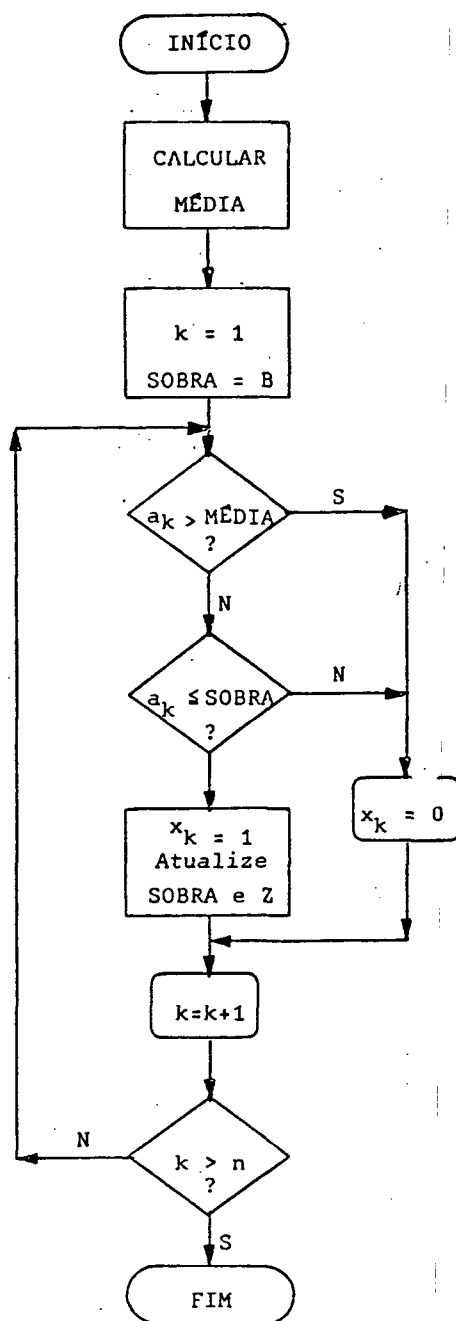 INÍCIO
CALCULAR
MÉDIA
k = 1
SOBRA = B
a_k > MÉDIA
?
S
N
a_k ≤ SOBRA
?
N
x_k = 1
Atualize
SOBRA e Z
x_k = 0
k=k+1
k > n
?
N
S
FIM